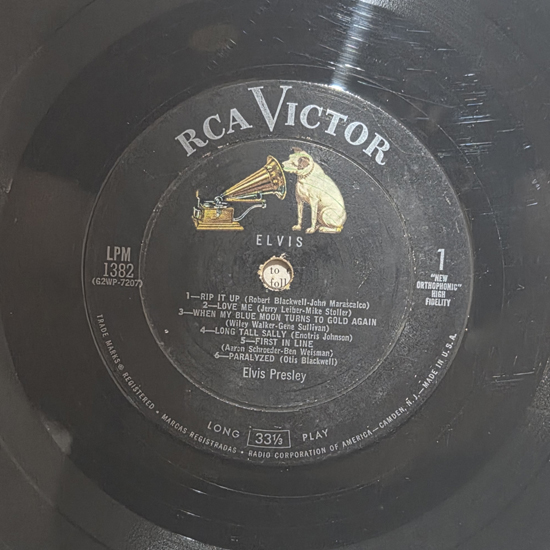 RCA VICTOR
ELVIS
LPM
1382
(G2WP-7207)
1
"NEW
ORTHOPHONIC"
HIGH
FIDELITY
to
foll
1—RIP IT UP (Robert Blackwell-John Marascalco)
2—LOVE ME (Jerry Leiber-Mike Stoller)
3—WHEN MY BLUE MOON TURNS TO GOLD AGAIN
(Wiley Walker-Gene Sullivan)
4—LONG TALL SALLY (Enotris Johnson)
5—FIRST IN LINE
(Aaron Schroeder-Ben Weisman)
6—PARALYZED (Otis Blackwell)
Elvis Presley
LONG 33⅓ PLAY
TRADE MARKS ® REGISTERED • MARCAS REGISTRADAS • RADIO CORPORATION OF AMERICA—CAMDEN, N.J.—MADE IN U.S.A.